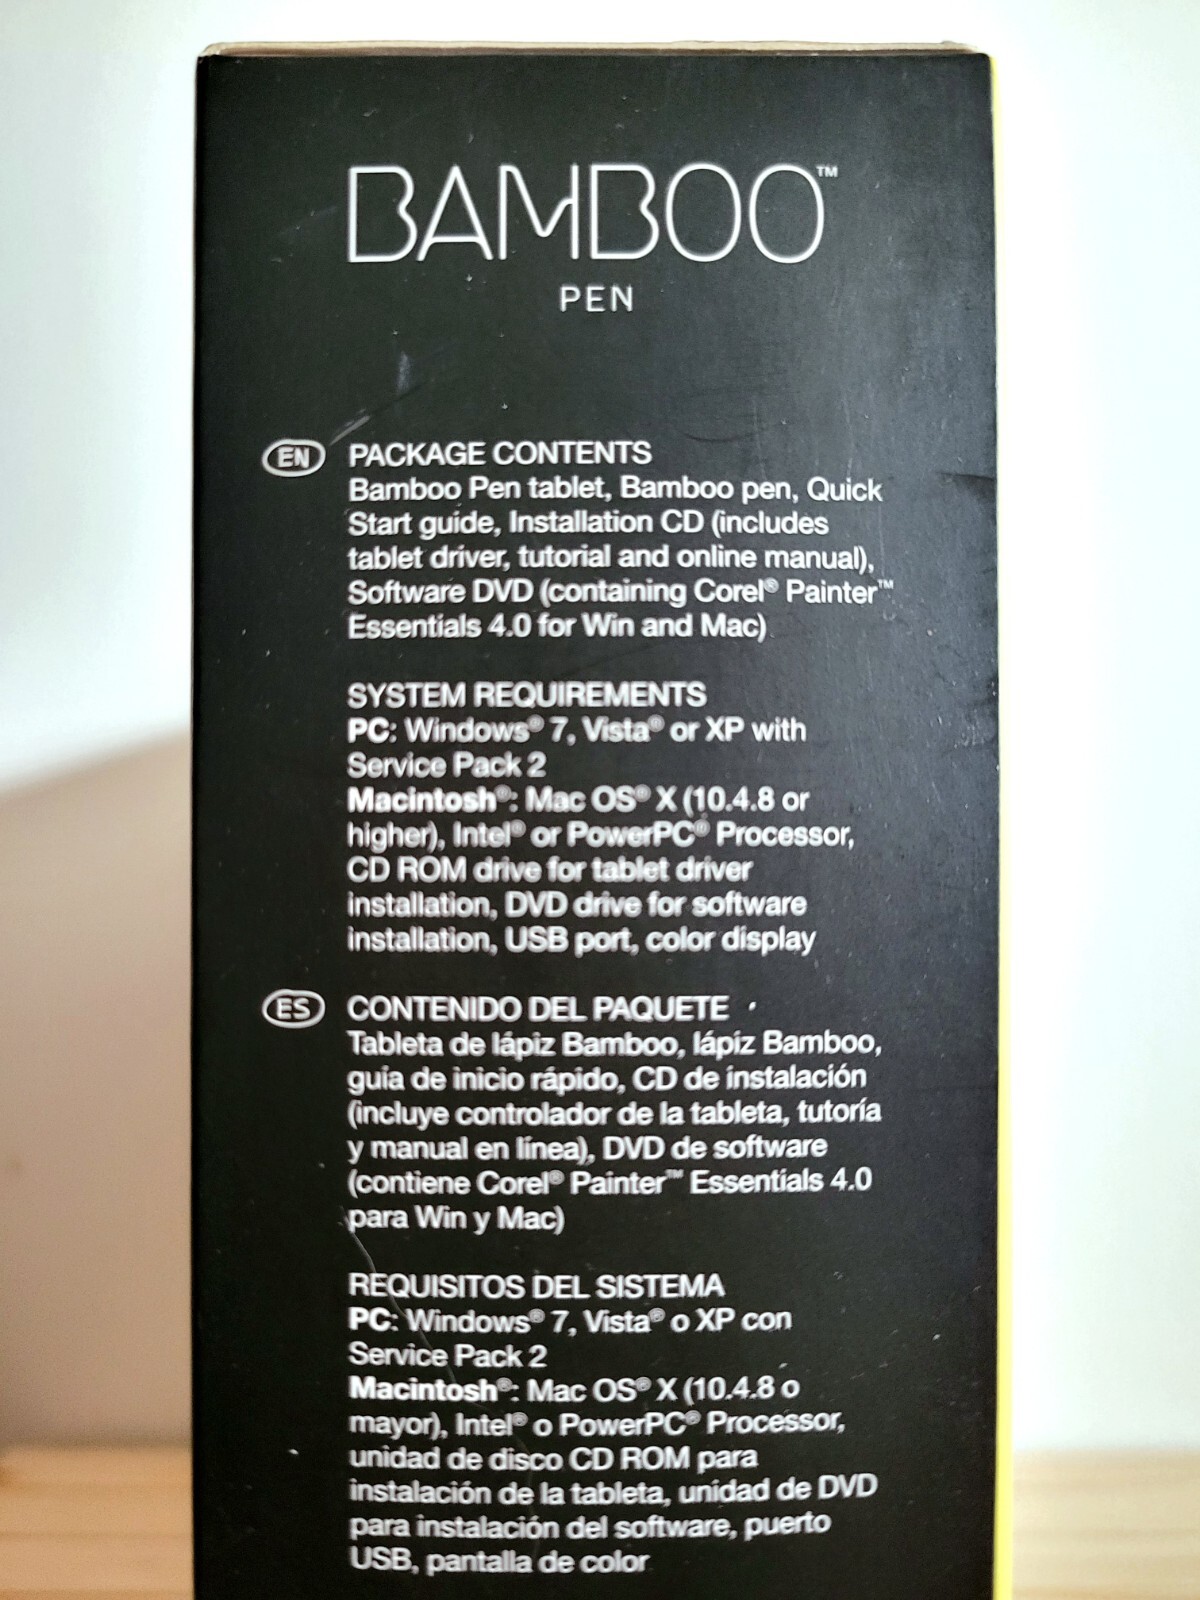 BAMBOO™
PEN
EN PACKAGE CONTENTS
Bamboo Pen tablet, Bamboo pen, Quick
Start guide, Installation CD (includes
tablet driver, tutorial and online manual),
Software DVD (containing Corel® Painter™
Essentials 4.0 for Win and Mac)
SYSTEM REQUIREMENTS
PC: Windows® 7, Vista® or XP with
Service Pack 2
Macintosh®: Mac OS® X (10.4.8 or
higher), Intel® or PowerPC® Processor,
CD ROM drive for tablet driver
installation, DVD drive for software
installation, USB port, color display
ES CONTENIDO DEL PAQUETE
Tableta de lápiz Bamboo, lápiz Bamboo,
guía de inicio rápido, CD de instalación
(incluye controlador de la tableta, tutoría
y manual en línea), DVD de software
(contiene Corel® Painter™ Essentials 4.0
para Win y Mac)
REQUISITOS DEL SISTEMA
PC: Windows® 7, Vista® o XP con
Service Pack 2
Macintosh®: Mac OS® X (10.4.8 o
mayor), Intel® o PowerPC® Processor,
unidad de disco CD ROM para
instalación de la tableta, unidad de DVD
para instalación del software, puerto
USB, pantalla de color